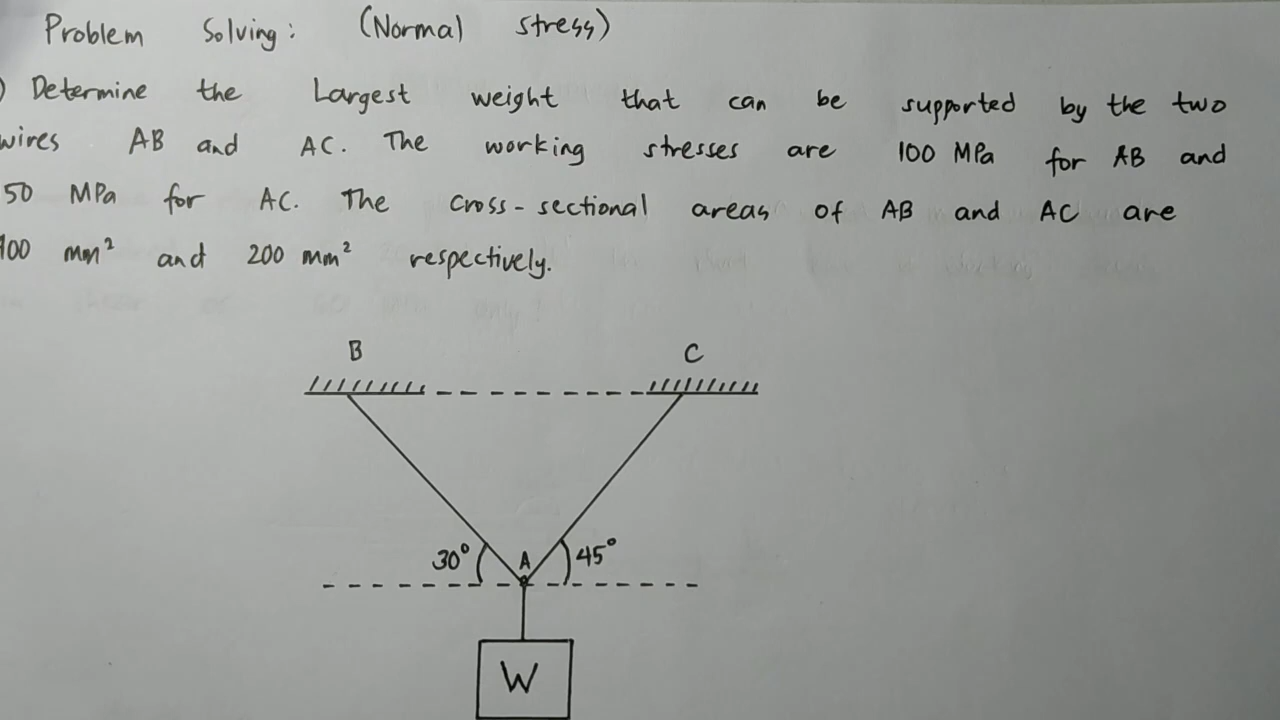 Problem Solving: (Normal stress)
) Determine the Largest weight that can be supported by the two
wires AB and AC. The working stresses are 100 MPa for AB and
50 MPa for AC. The cross-sectional areas of AB and AC are
mm² and 200 mm² respectively.
B C
30° A 45°
W